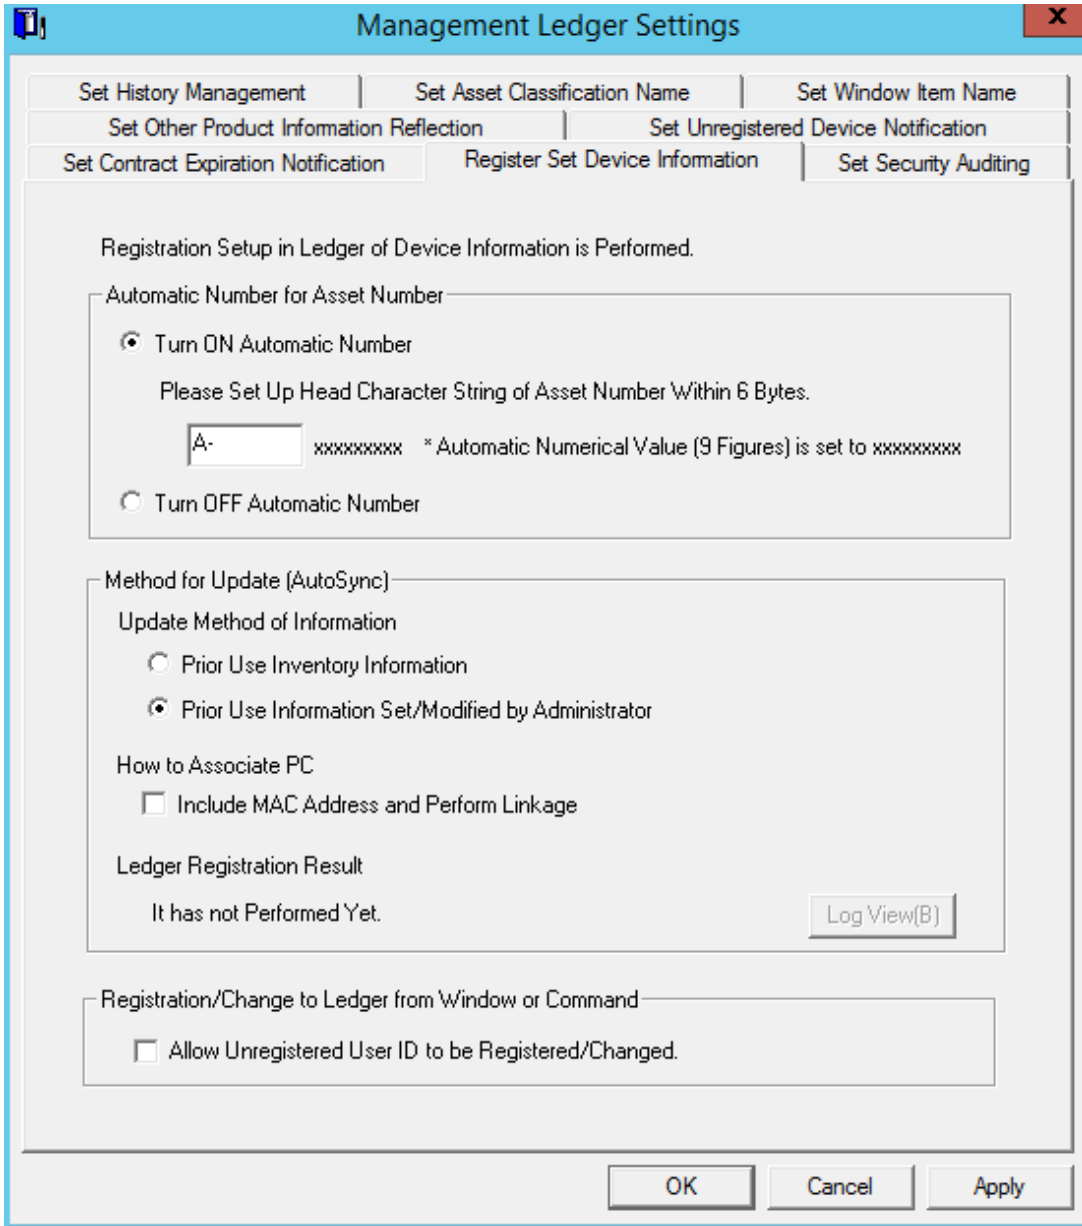 Management Ledger Settings
x
Set History Management
Set Asset Classification Name
Set Window Item Name
Set Other Product Information Reflection
Set Unregistered Device Notification
Set Contract Expiration Notification
Register Set Device Information
Set Security Auditing
Registration Setup in Ledger of Device Information is Performed.
Automatic Number for Asset Number
Turn ON Automatic Number
Please Set Up Head Character String of Asset Number Within 6 Bytes.
A- xxxxxxxxx * Automatic Numerical Value (9 Figures) is set to xxxxxxxxx
Turn OFF Automatic Number
Method for Update (AutoSync)
Update Method of Information
Prior Use Inventory Information
Prior Use Information Set/Modified by Administrator
How to Associate PC
Include MAC Address and Perform Linkage
Ledger Registration Result
It has not Performed Yet.
Log View(B)
Registration/Change to Ledger from Window or Command
Allow Unregistered User ID to be Registered/Changed.
OK
Cancel
Apply